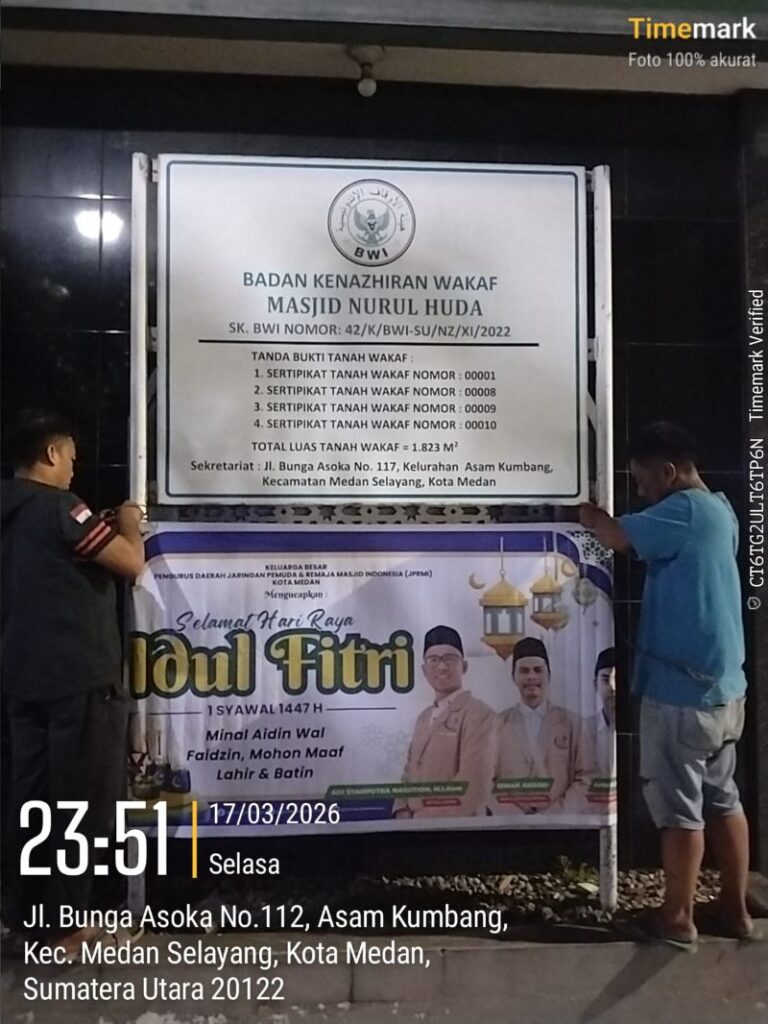 Timemark
Foto 100% akurat
BWI
BADAN KENAZHIRAN WAKAF
MASJID NURUL HUDA
SK. BWI NOMOR: 42/K/BWI-SU/NZ/XI/2022
TANDA BUKTI TANAH WAKAF :
1. SERTIPIKAT TANAH WAKAF NOMOR : 00001
2. SERTIPIKAT TANAH WAKAF NOMOR : 00008
3. SERTIPIKAT TANAH WAKAF NOMOR : 00009
4. SERTIPIKAT TANAH WAKAF NOMOR : 00010
TOTAL LUAS TANAH WAKAF = 1.823 M²
Sekretariat : Jl. Bunga Asoka No. 117, Kelurahan Asam Kumbang,
Kecamatan Medan Selayang, Kota Medan
KELUARGA BESAR
PENGURUS DAERAH JARINGAN PEMUDA & REMAJA MASJID INDONESIA (JPRMI)
KOTA MEDAN
Mengucapkan :
Selamat Hari Raya
Idul Fitri
1 SYAWAL 1447 H
Minal Aidin Wal
Faidzin, Mohon Maaf
Lahir & Batin
ADI SYAMPUTRA NASUTION,
23:51
17/03/2026
Selasa
Jl. Bunga Asoka No.112, Asam Kumbang,
Kec. Medan Selayang, Kota Medan,
Sumatera Utara 20122
CT6TG2ULT6TP6N Timemark Verified